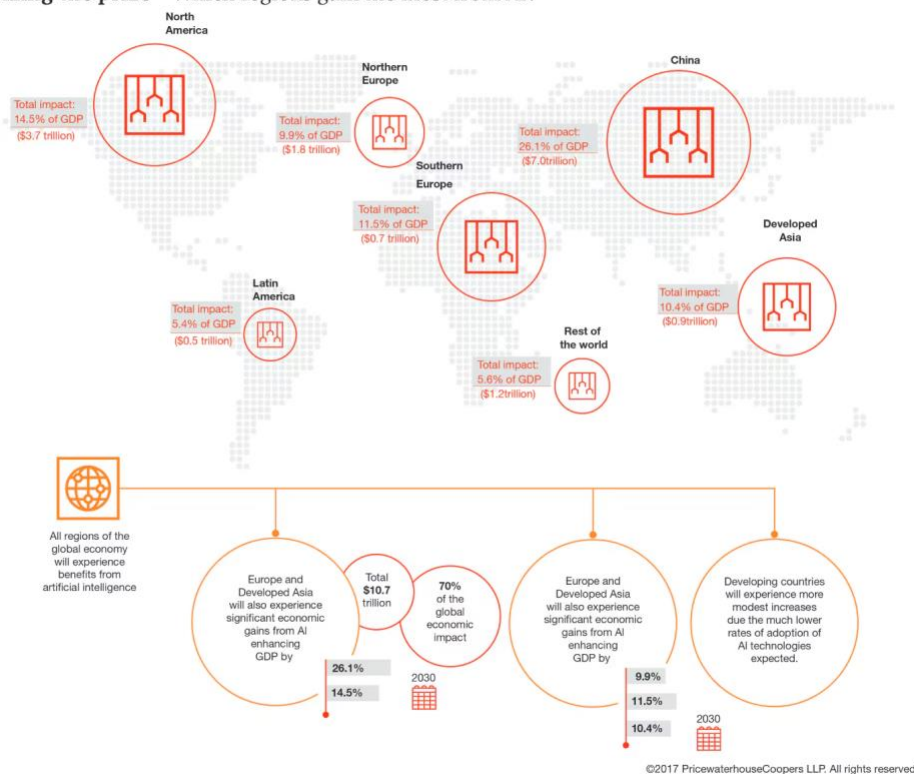 North
America
Total impact:
14.5% of GDP
($3.7 trillion)
Northern
Europe
Total impact:
9.9% of GDP
($1.8 trillion)
China
Total impact:
26.1% of GDP
($7.0trillion)
Southern
Europe
Total impact:
11.5% of GDP
($0.7 trillion)
Developed
Asia
Total impact:
10.4% of GDP
($0.9trillion)
Latin
America
Total impact:
5.4% of GDP
($0.5 trillion)
Rest of
the world
Total impact:
5.6% of GDP
($1.2trillion)
All regions of the
global economy
will experience
benefits from
artificial intelligence
Europe and
Developed Asia
will also experience
significant economic
gains from AI
enhancing
GDP by
26.1%
14.5%
Total
$10.7
trillion
70%
of the
global
economic
impact
2030
Europe and
Developed Asia
will also experience
significant economic
gains from AI
enhancing
GDP by
9.9%
11.5%
10.4%
2030
Developing countries
will experience more
modest increases
due the much lower
rates of adoption of
AI technologies
expected.
©2017 PricewaterhouseCoopers LLP. All rights reserved